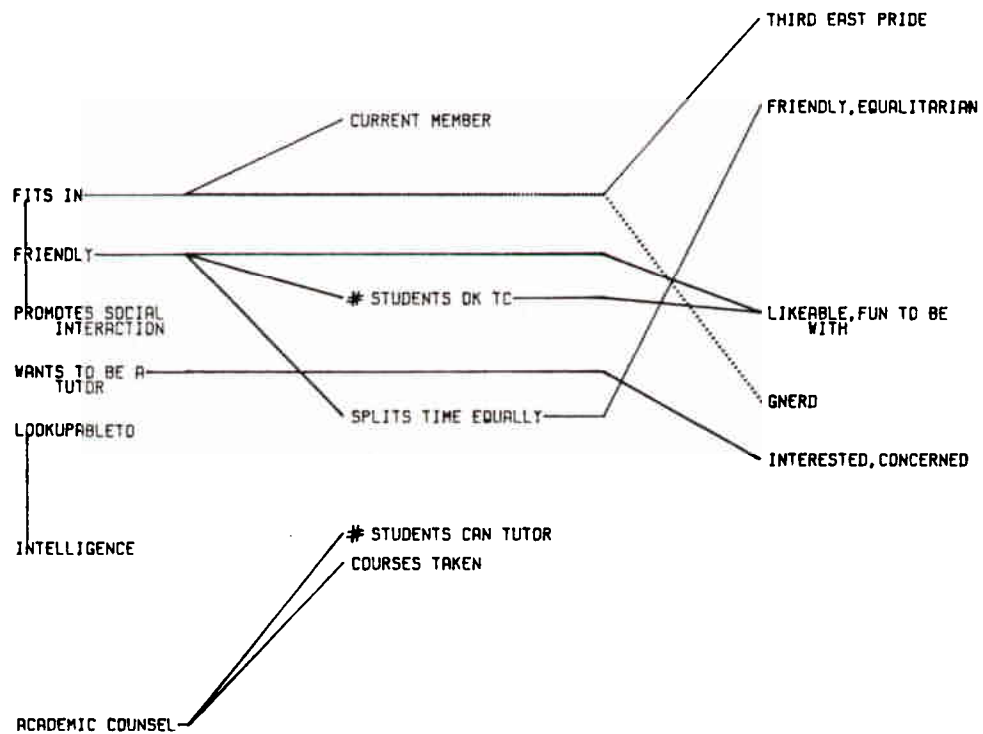 THIRD EAST PRIDE
FRIENDLY,EQUALITARIAN
CURRENT MEMBER
FITS IN
FRIENDLY
# STUDENTS OK TC
PROMOTES SOCIAL
INTERACTION
LIKEABLE,FUN TO BE
WITH
WANTS TO BE A
TUTOR
GNERD
SPLITS TIME EQUALLY
LOOKUPABLETO
INTERESTED,CONCERNED
# STUDENTS CAN TUTOR
INTELLIGENCE
COURSES TAKEN
ACADEMIC COUNSEL